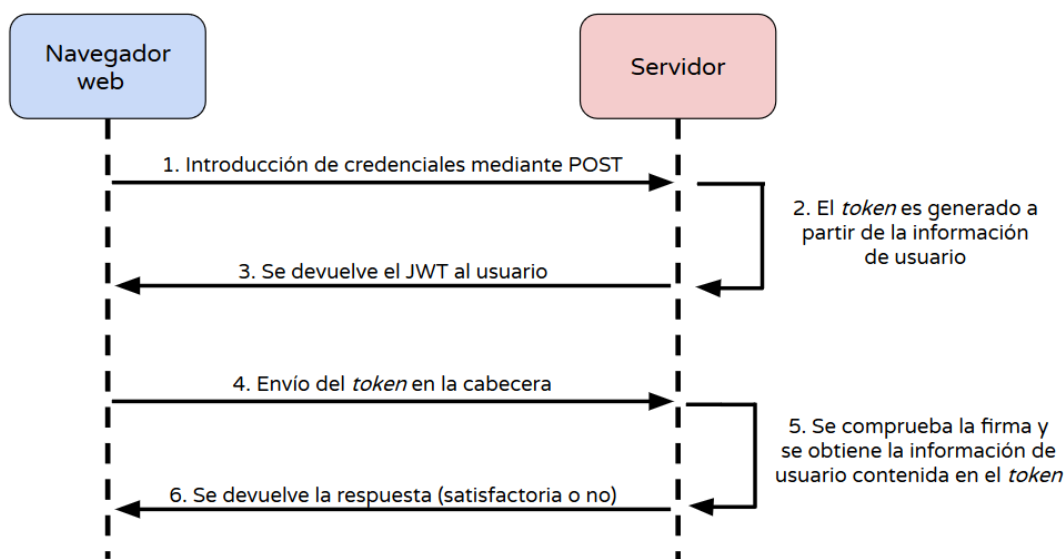 Navegador
web
Servidor
1. Introducción de credenciales mediante POST
2. El token es generado a
partir de la información
de usuario
3. Se devuelve el JWT al usuario
4. Envío del token en la cabecera
5. Se comprueba la firma y
se obtiene la información de
usuario contenida en el token
6. Se devuelve la respuesta (satisfactoria o no)